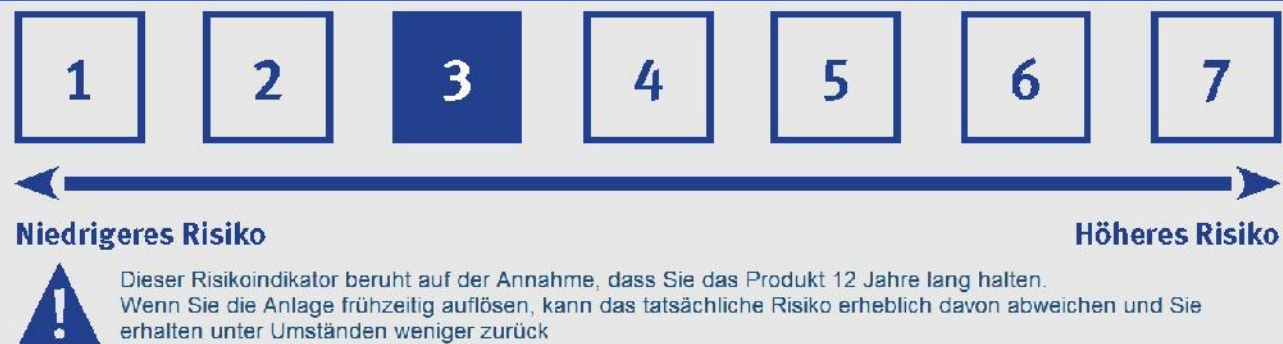 1 2 3 4 5 6 7
Niedrigeres Risiko Höheres Risiko
Dieser Risikoindikator beruht auf der Annahme, dass Sie das Produkt 12 Jahre lang halten.
Wenn Sie die Anlage frühzeitig auflösen, kann das tatsächliche Risiko erheblich davon abweichen und Sie
erhalten unter Umständen weniger zurück